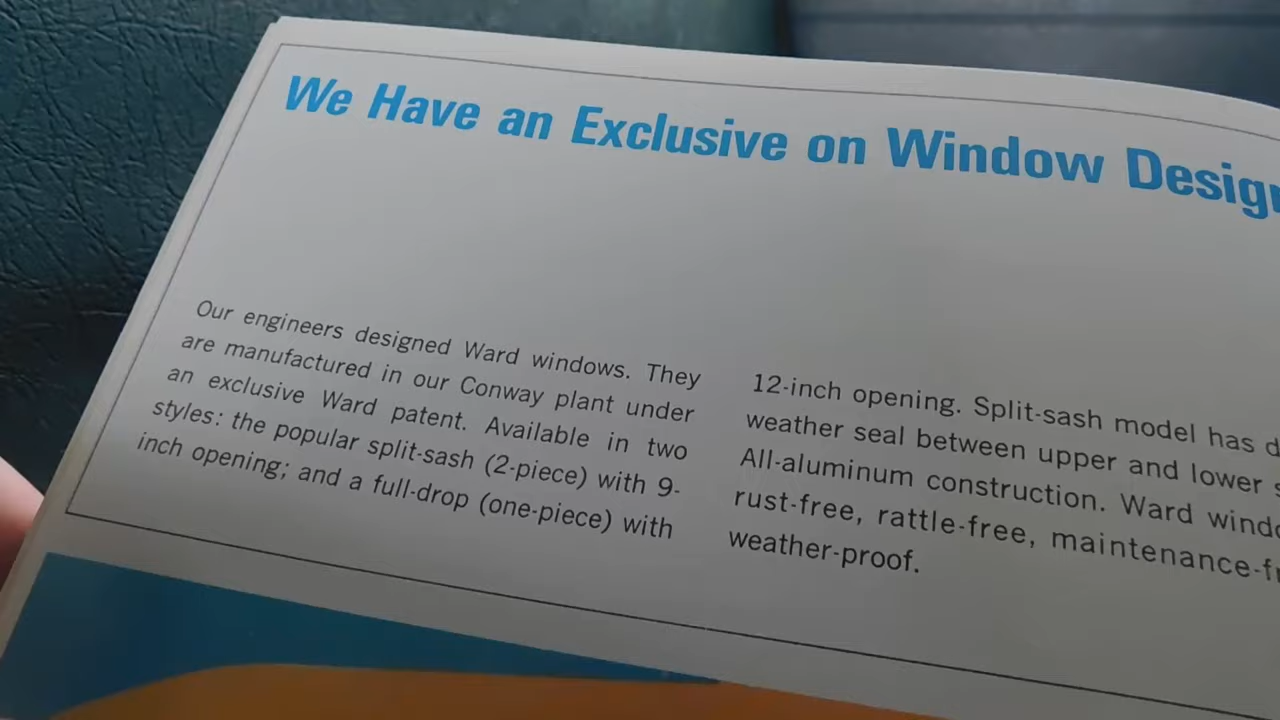 We Have an Exclusive on Window
Our engineers designed Ward windows. They
are manufactured in our Conway plant under
an exclusive Ward patent. Available in two
styles: the popular split-sash (2-piece) with 9-
inch opening; and a full-drop (one-piece) with
12-inch opening. Split-sash model has
weather seal between upper and lower
All-aluminum construction. Ward
rust-free, rattle-free,
weather-proof.